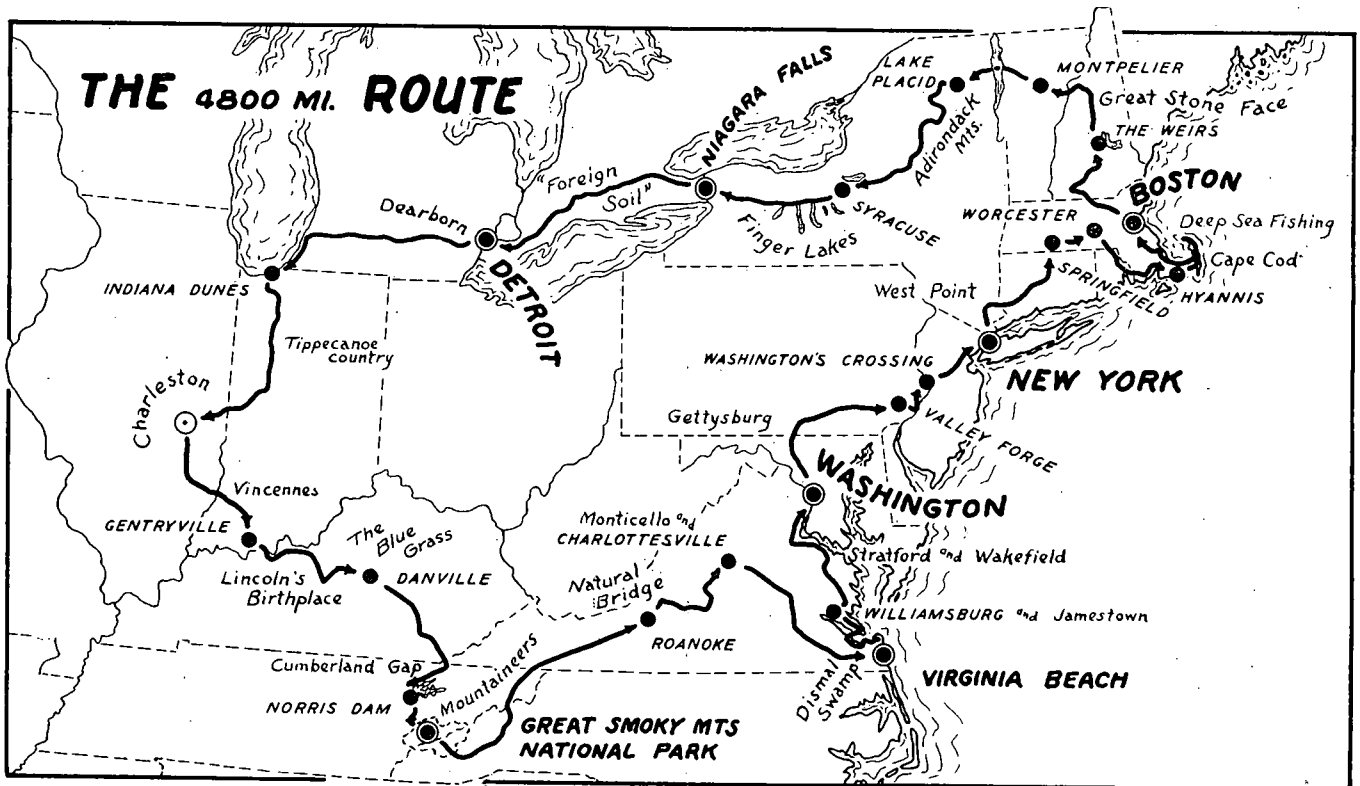 THE 4800 MI. ROUTE
NIAGARA FALLS
LAKE
PLACID
MONTPELIER
Great Stone Face
THE WEIRS
Adirondack
Mts.
"Foreign
Soil"
Dearborn
DETROIT
Finger Lakes
SYRACUSE
WORCESTER
BOSTON
Deep Sea Fishing
Cape Cod
HYANNIS
SPRINGFIELD
West Point
INDIANA DUNES
Tippecanoe
country
WASHINGTON'S CROSSING
NEW YORK
Charleston
Gettysburg
VALLEY FORGE
WASHINGTON
Vincennes
GENTRYVILLE
The
Blue
Grass
Lincoln's
Birthplace
DANVILLE
Monticello and
CHARLOTTESVILLE
Natural
Bridge
Stratford and Wakefield
ROANOKE
WILLIAMSBURG and Jamestown
Dismal
Swamp
VIRGINIA BEACH
Cumberland Gap
Mountaineers
NORRIS DAM
GREAT SMOKY MTS
NATIONAL PARK